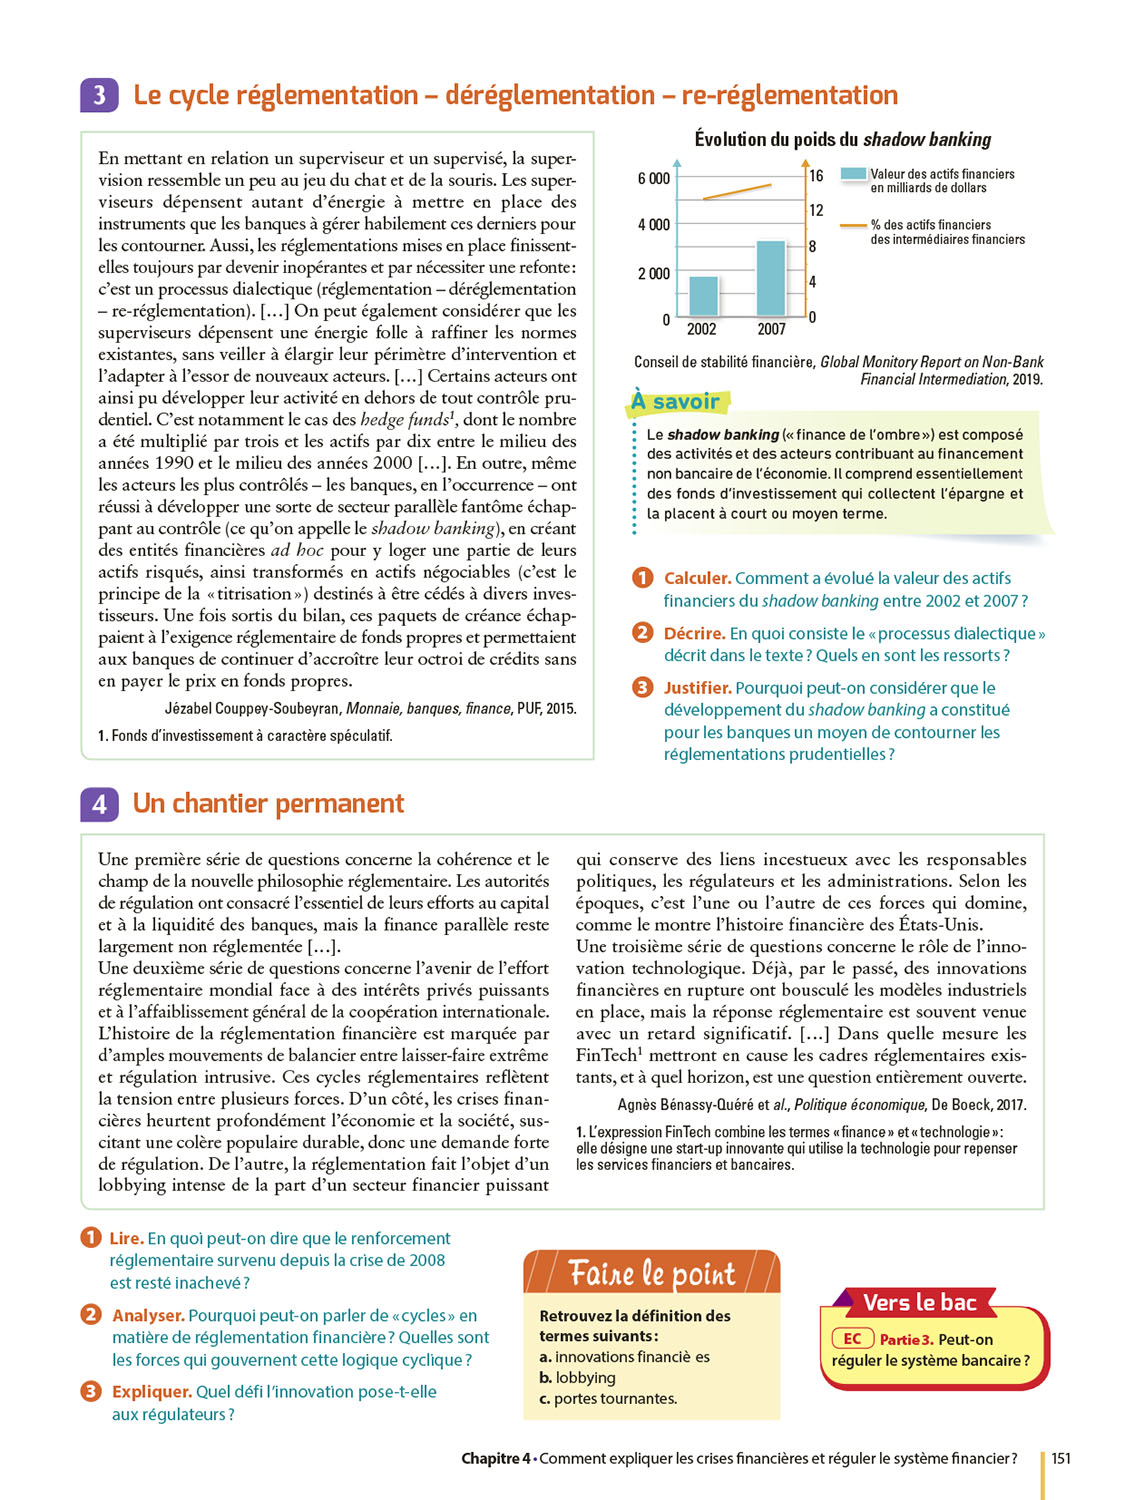 3 Le cycle réglementation – déréglementation – re-réglementation
En mettant en relation un superviseur et un supervisé, la super-
vision ressemble un peu au jeu du chat et de la souris. Les super-
viseurs dépensent autant d’énergie à mettre en place des
instruments que les banques à gérer habilement ces derniers pour
les contourner. Aussi, les réglementations mises en place finissent-
elles toujours par devenir inopérantes et par nécessiter une refonte :
c’est un processus dialectique (réglementation – déréglementation
– re-réglementation). […] On peut également considérer que les
superviseurs dépensent une énergie folle à raffiner les normes
existantes, sans veiller à élargir leur périmètre d’intervention et
l’adapter à l’essor de nouveaux acteurs. […] Certains acteurs ont
ainsi pu développer leur activité en dehors de tout contrôle pru-
dentiel. C’est notamment le cas des hedge funds1, dont le nombre
a été multiplié par trois et les actifs par dix entre le milieu des
années 1990 et le milieu des années 2000 […]. En outre, même
les acteurs les plus contrôlés – les banques, en l’occurrence – ont
réussi à développer une sorte de secteur parallèle fantôme échap-
pant au contrôle (ce qu’on appelle le shadow banking), en créant
des entités financières ad hoc pour y loger une partie de leurs
actifs risqués, ainsi transformés en actifs négociables (c’est le
principe de la « titrisation ») destinés à être cédés à divers inves-
tisseurs. Une fois sortis du bilan, ces paquets de créance échap-
paient à l’exigence réglementaire de fonds propres et permettaient
aux banques de continuer d’accroître leur octroi de crédits sans
en payer le prix en fonds propres.
Jézabel Couppey-Soubeyran, Monnaie, banques, finance, PUF, 2015.
1. Fonds d’investissement à caractère spéculatif.
Évolution du poids du shadow banking
6 000
4 000
2 000
0
16
12
8
4
0
2002
2007
Valeur des actifs financiers
en milliards de dollars
% des actifs financiers
des intermédiaires financiers
Conseil de stabilité financière, Global Monitory Report on Non-Bank
Financial Intermediation, 2019.
À savoir
Le shadow banking (« finance de l’ombre ») est composé
des activités et des acteurs contribuant au financement
non bancaire de l’économie. Il comprend essentiellement
des fonds d’investissement qui collectent l’épargne et
la placent à court ou moyen terme.
1 Calculer. Comment a évolué la valeur des actifs
financiers du shadow banking entre 2002 et 2007 ?
2 Décrire. En quoi consiste le « processus dialectique »
décrit dans le texte ? Quels en sont les ressorts ?
3 Justifier. Pourquoi peut-on considérer que le
développement du shadow banking a constitué
pour les banques un moyen de contourner les
réglementations prudentielles ?
4 Un chantier permanent
Une première série de questions concerne la cohérence et le
champ de la nouvelle philosophie réglementaire. Les autorités
de régulation ont consacré l’essentiel de leurs efforts au capital
et à la liquidité des banques, mais la finance parallèle reste
largement non réglementée […].
Une deuxième série de questions concerne l’avenir de l’effort
réglementaire mondial face à des intérêts privés puissants
et à l’affaiblissement général de la coopération internationale.
L’histoire de la réglementation financière est marquée par
d’amples mouvements de balancier entre laisser-faire extrême
et régulation intrusive. Ces cycles réglementaires reflètent
la tension entre plusieurs forces. D’un côté, les crises finan-
cières heurtent profondément l’économie et la société, sus-
citant une colère populaire durable, donc une demande forte
de régulation. De l’autre, la réglementation fait l’objet d’un
lobbying intense de la part d’un secteur financier puissant
qui conserve des liens incestueux avec les responsables
politiques, les régulateurs et les administrations. Selon les
époques, c’est l’une ou l’autre de ces forces qui domine,
comme le montre l’histoire financière des États-Unis.
Une troisième série de questions concerne le rôle de l’inno-
vation technologique. Déjà, par le passé, des innovations
financières en rupture ont bousculé les modèles industriels
en place, mais la réponse réglementaire est souvent venue
avec un retard significatif. […] Dans quelle mesure les
FinTech1 mettront en cause les cadres réglementaires exis-
tants, et à quel horizon, est une question entièrement ouverte.
Agnès Bénassy-Quéré et al., Politique économique, De Boeck, 2017.
1. L’expression FinTech combine les termes « finance » et « technologie » :
elle désigne une start-up innovante qui utilise la technologie pour repenser
les services financiers et bancaires.
1 Lire. En quoi peut-on dire que le renforcement
réglementaire survenu depuis la crise de 2008
est resté inachevé ?
2 Analyser. Pourquoi peut-on parler de « cycles » en
matière de réglementation financière ? Quelles sont
les forces qui gouvernent cette logique cyclique ?
3 Expliquer. Quel défi l’innovation pose-t-elle
aux régulateurs ?
Faire le point
Retrouvez la définition des
termes suivants :
a. innovations financiè es
b. lobbying
c. portes tournantes.
Vers le bac
EC Partie 3. Peut-on
réguler le système bancaire ?
Chapitre 4 • Comment expliquer les crises financières et réguler le système financier ? 151